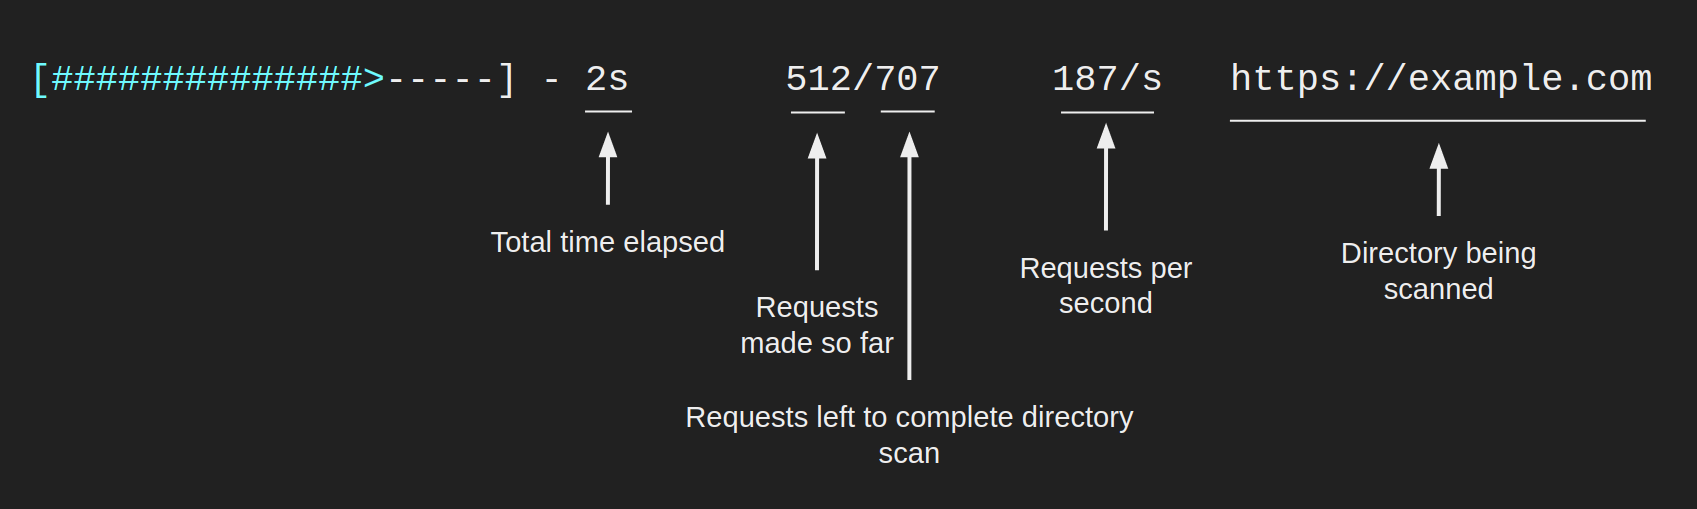 [##############>-----] - 2s 512/707 187/s https://example.com
Total time elapsed
Requests
made so far
Requests left to complete directory
scan
Requests per
second
Directory being
scanned